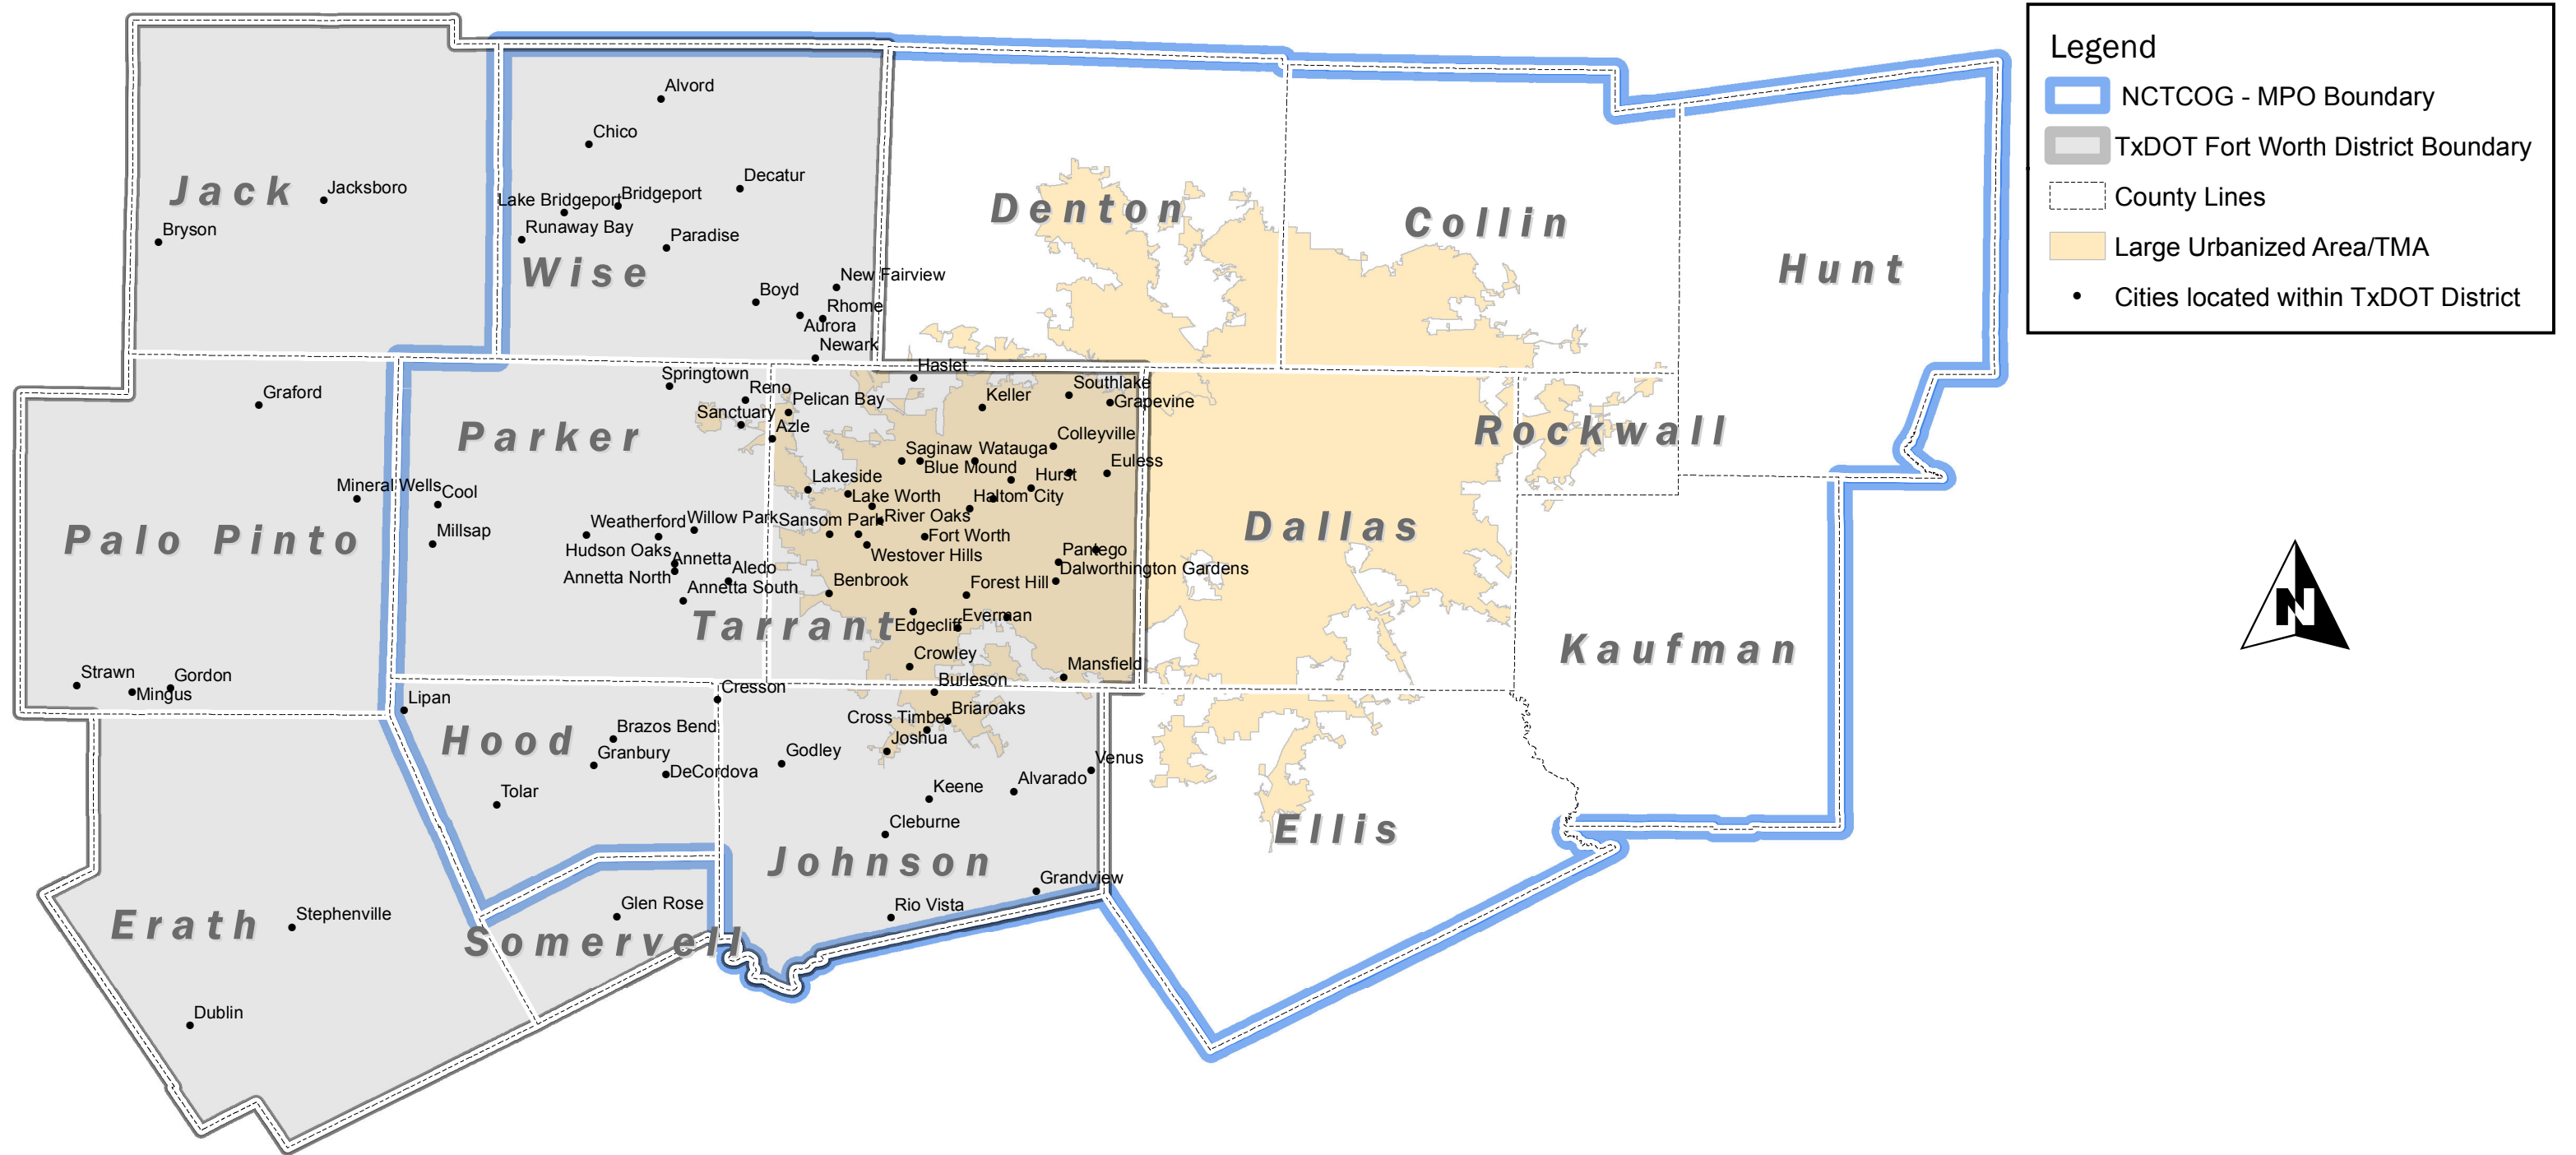 Legend
NCTCOG - MPO Boundary
TxDOT Fort Worth District Boundary
County Lines
Large Urbanized Area/TMA
Cities located within TxDOT District
N
Alvord
Chico
Decatur
Jack
Jacksboro
Lake Bridgeport
Bridgeport
Bryson
Runaway Bay
Paradise
Wise
Denton
Collin
Hunt
New Fairview
Boyd
Rhome
Aurora
Newark
Haslet
Springtown
Reno
Southlake
Graford
Pelican Bay
Keller
Grapevine
Sanctuary
Azle
Parker
Rockwall
Colleyville
Saginaw
Watauga
Blue Mound
Euless
Lakeside
Hurst
Mineral Wells
Cool
Lake Worth
Haltom City
Weatherford
Willow Park
Sansom Park
River Oaks
Millsap
Palo Pinto
Dallas
Fort Worth
Hudson Oaks
Westover Hills
Pantego
Annetta
Aledo
Dalworthington Gardens
Annetta North
Annetta South
Benbrook
Forest Hill
Tarrant
Edgecliff
Everman
Kaufman
Crowley
Mansfield
Strawn
Gordon
Mingus
Burleson
Cresson
Lipan
Briaroaks
Cross Timber
Brazos Bend
Hood
Joshua
Granbury
Godley
Venus
DeCordova
Alvarado
Tolar
Keene
Cleburne
Ellis
Johnson
Grandview
Glen Rose
Rio Vista
Erath
Stephenville
Somervell
Dublin